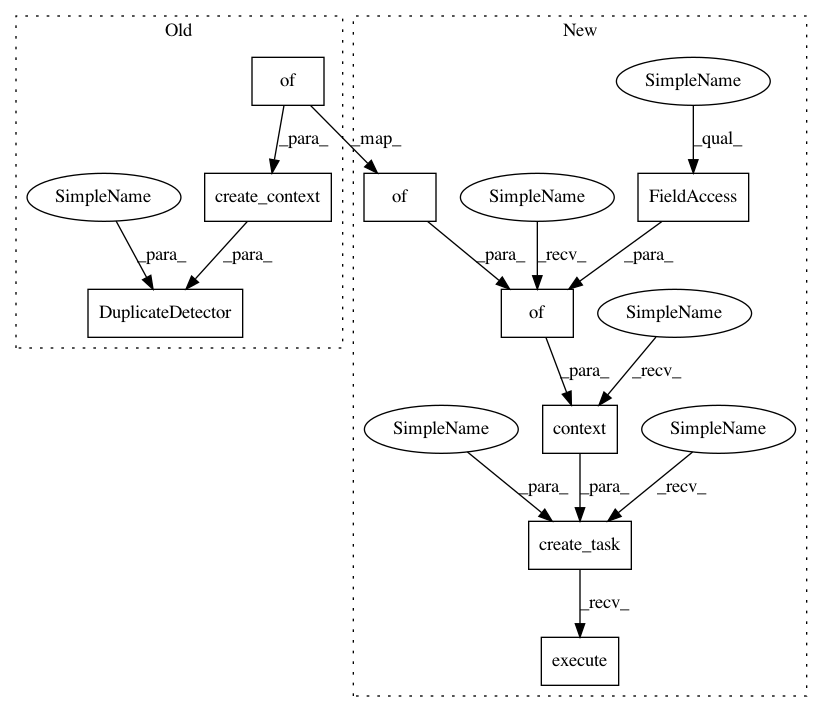 Old
New
of
SimpleName
_para_
_map_
_qual_
SimpleName
create_context
of
SimpleName
FieldAccess
_para_
_para_
_para_
_recv_
_para_
DuplicateDetector
of
SimpleName
_para_
_recv_
SimpleName
context
SimpleName
_para_
_para_
_recv_
create_task
_recv_
execute